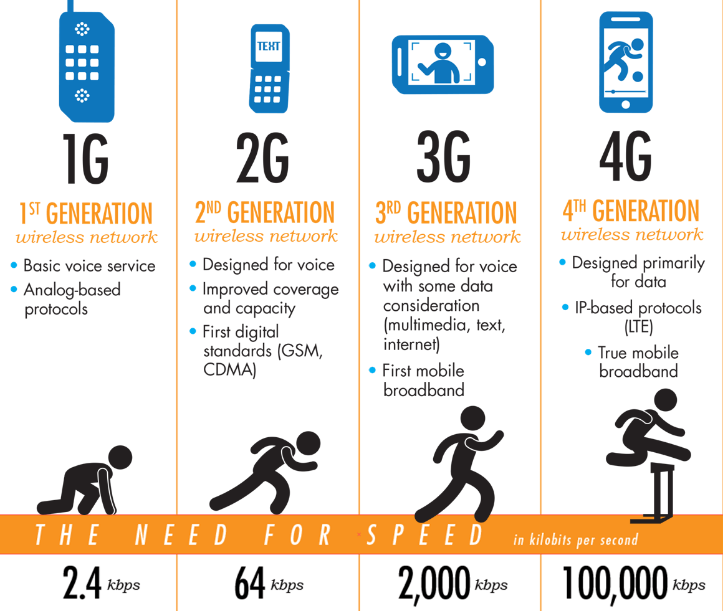 TEXT
1G
1ST GENERATION
wireless network
• Basic voice service
• Analog-based
protocols
2G
2ND GENERATION
wireless network
• Designed for voice
• Improved coverage
and capacity
• First digital
standards (GSM,
CDMA)
3G
3RD GENERATION
wireless network
• Designed for voice
with some data
consideration
(multimedia, text,
internet)
• First mobile
broadband
4G
4TH GENERATION
wireless network
• Designed primarily
for data
• IP-based protocols
(LTE)
• True mobile
broadband
THE NEED FOR SPEED in kilobits per second
2.4 kbps
64 kbps
2,000 kbps
100,000 kbps